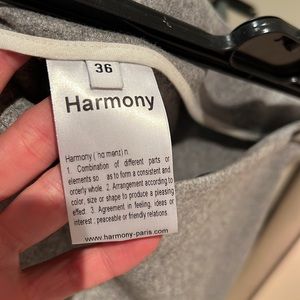 36
Harmony
Harmony ('hɑ:mənɪ) n.
1. Combination of different parts or
elements so as to form a consistent and
orderly whole. 2. Arrangement according to
color, size or shape to produce a pleasing
effect. 3. Agreement in feeling, ideas or
interest, peaceable or friendly relations.
www.harmony-paris.com